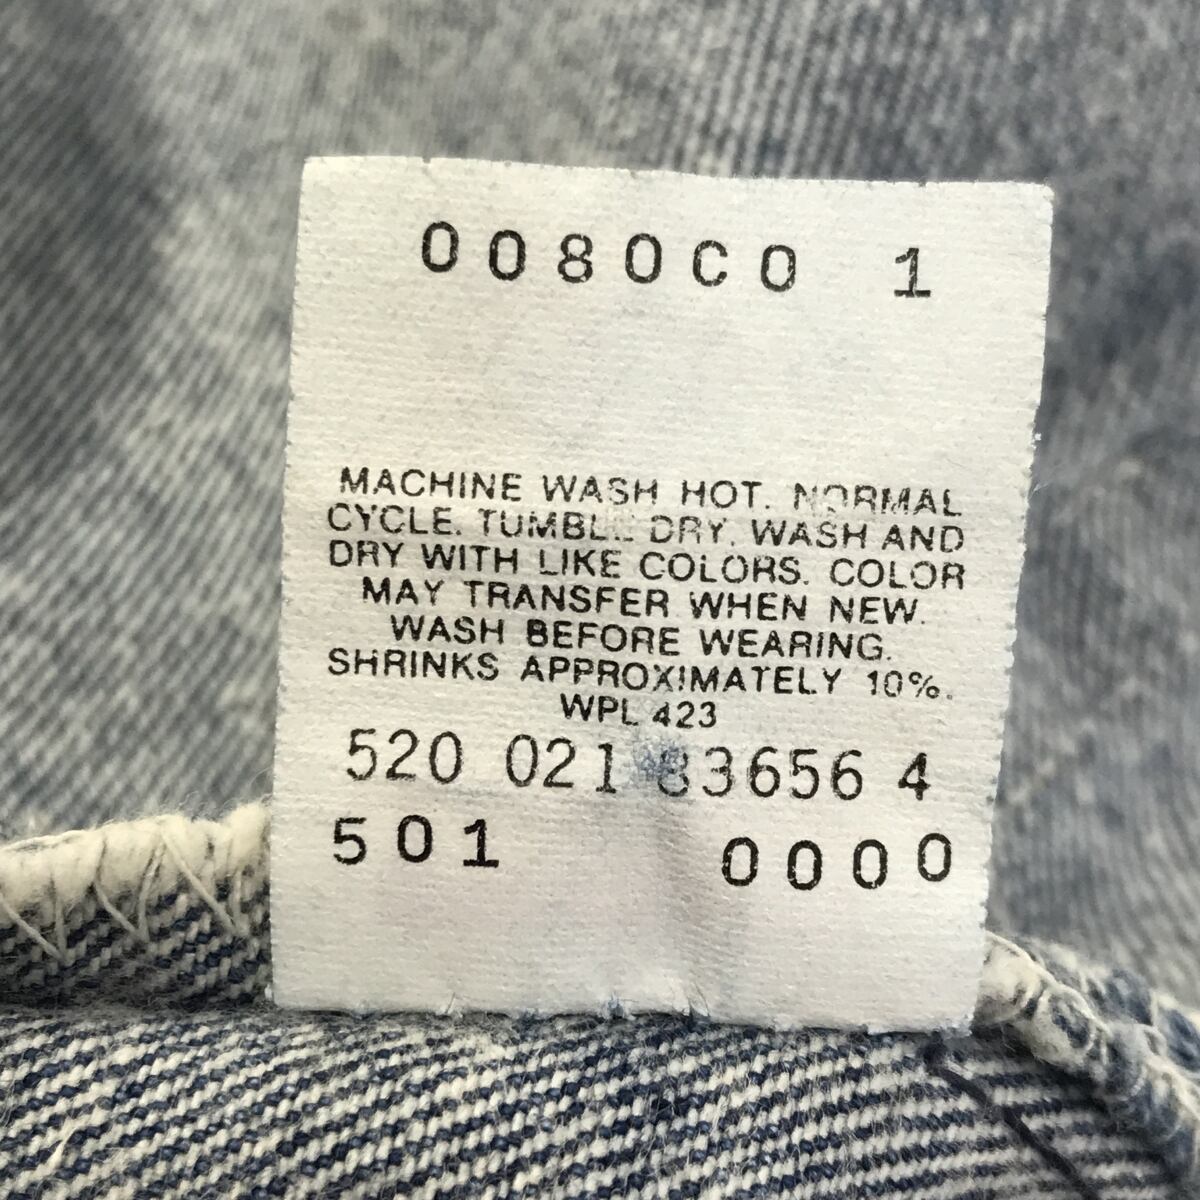 0080C0 1
MACHINE WASH HOT. NORMAL
CYCLE. TUMBLE DRY. WASH AND
DRY WITH LIKE COLORS. COLOR
MAY TRANSFER WHEN NEW.
WASH BEFORE WEARING.
SHRINKS APPROXIMATELY 10%.
WPL 423
520 021 83656 4
501 0000